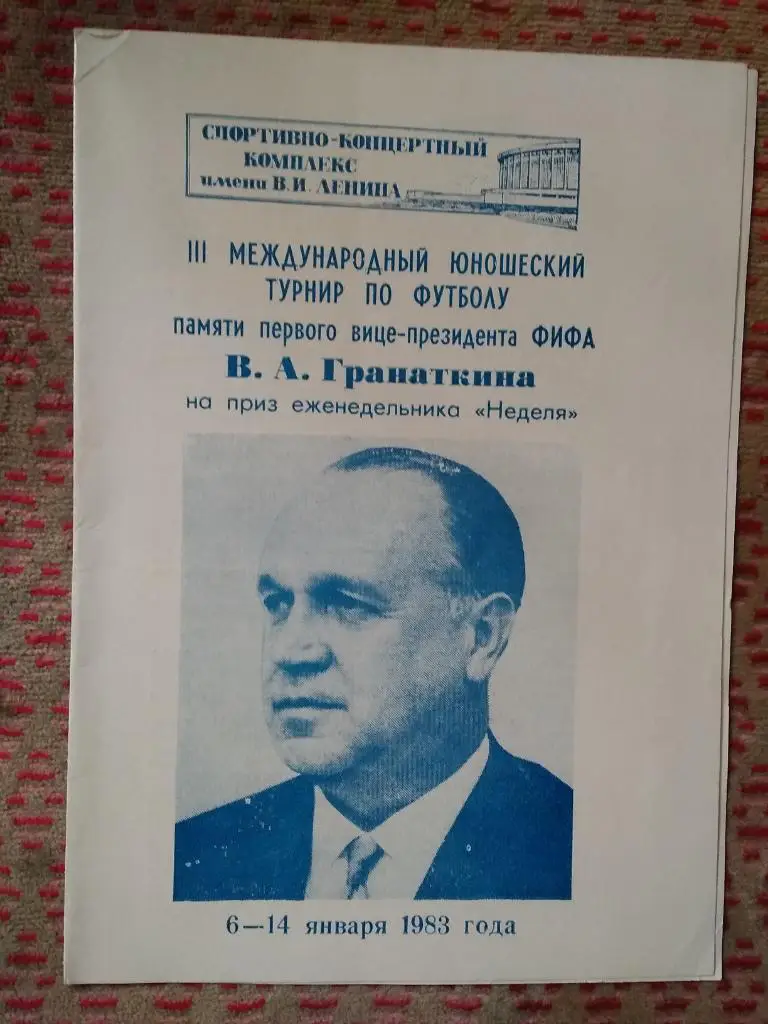 СПОРТИВНО-КОНЦЕРТНЫЙ
КОМПЛЕКС
имени В.И. ЛЕНИНА
III МЕЖДУНАРОДНЫЙ ЮНОШЕСКИЙ
ТУРНИР ПО ФУТБОЛУ
памяти первого вице-президента ФИФА
В. А. Гранаткина
на приз еженедельника «Неделя»
6—14 января 1983 года